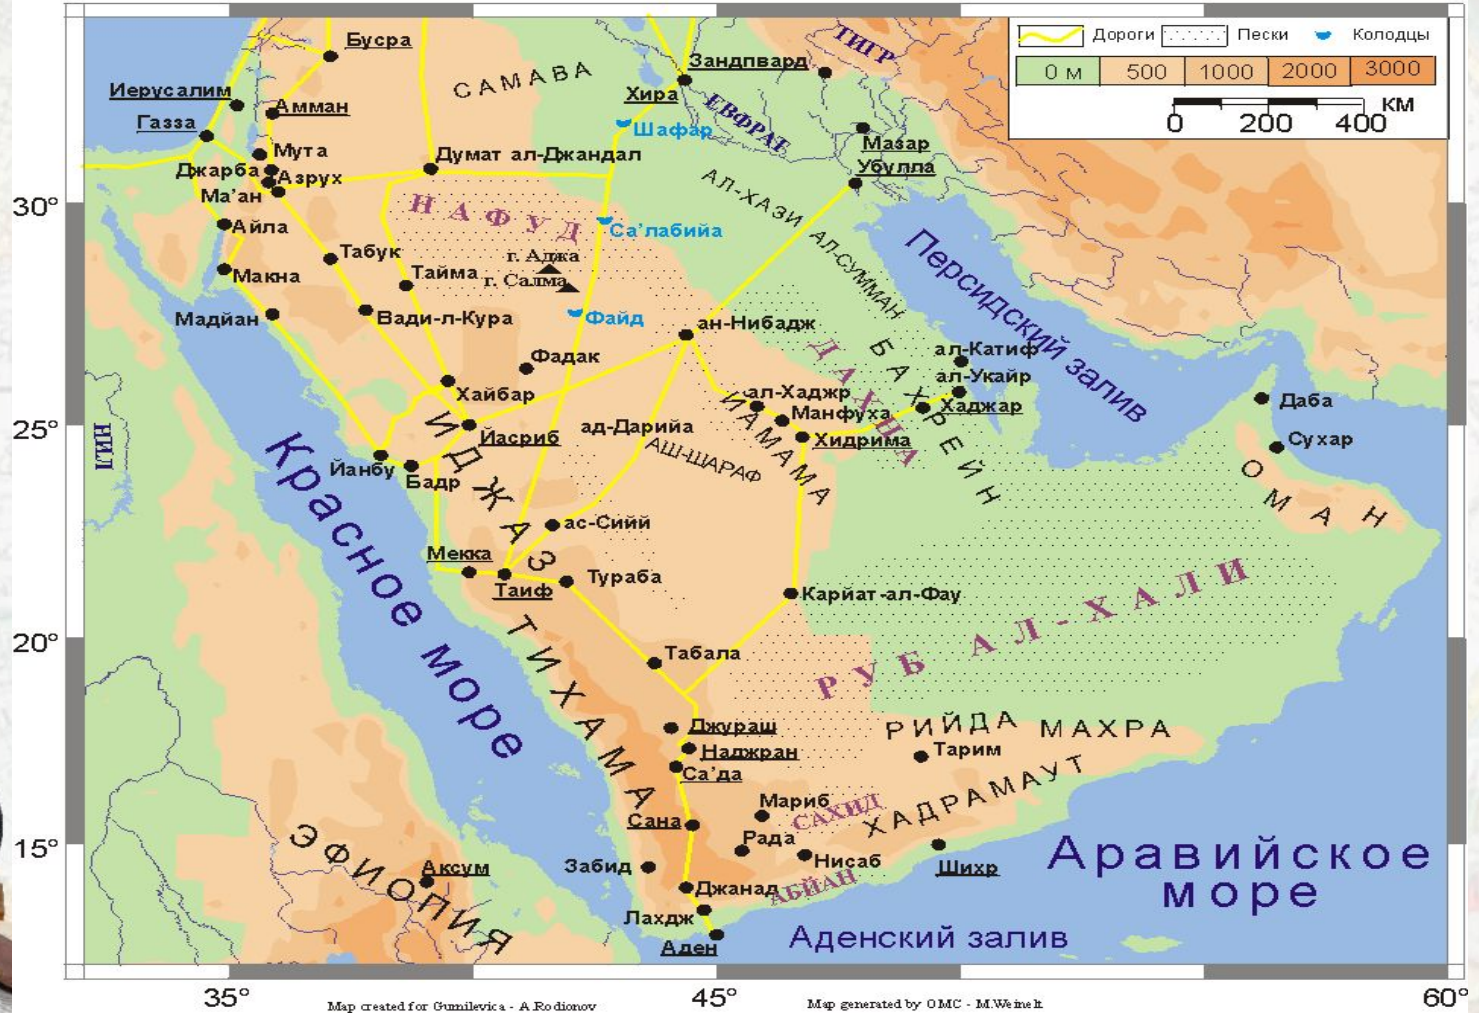 Дороги
Пески
Колодцы
0 м
500
1000
2000
3000
КМ
0
200
400
Бусра
САМАВА
Зандпвард
ТИГР
Иерусалим
Амман
Хира
ЕВФРАТ
Газза
Шафар
Мазар
Мута
Думат ал-Джандал
Убулла
Джарба
Азрух
Ма'ан
АЛ-ХАЗИ
30°
НАФУД
Айла
Са'лабийа
АЛ-СУММАН
Персидский залив
Табук
г. Аджа
Макна
Тайма
г. Салма
Мадйан
Вади-л-Кура
Файд
ан-Нибадж
ДАХНА
БАХРЕЙН
ал-Катиф
Фадак
ал-Укайр
Хайбар
ал-Хаджр
Хаджар
Даба
25°
НИЛ
ХИДЖАЗ
Йасриб
ад-Дарийа
ЙАМАМА
Манфуха
Хидрима
Сухар
Йанбу
Бадр
АШ-ШАРАФ
ОМАН
Красное море
ас-Сийй
Мекка
Таиф
Тураба
Карйат-ал-Фау
РУБ АЛ-ХАЛИ
20°
ТИХАМА
Табала
Джураш
РИЙДА
МАХРА
Наджран
Тарим
Са'да
Мариб
САХИД
ХАДРАМАУТ
Сана
15°
ЭФИОПИЯ
Рада
Аксум
Забид
Нисаб
Шихр
Аравийское
море
Джанад
АБЙАН
Лахдж
Аден
Аденский залив
35°
45°
60°
Map created for Gumilevica - A.Rodionov
Map generated by OMC - M.Weinelt